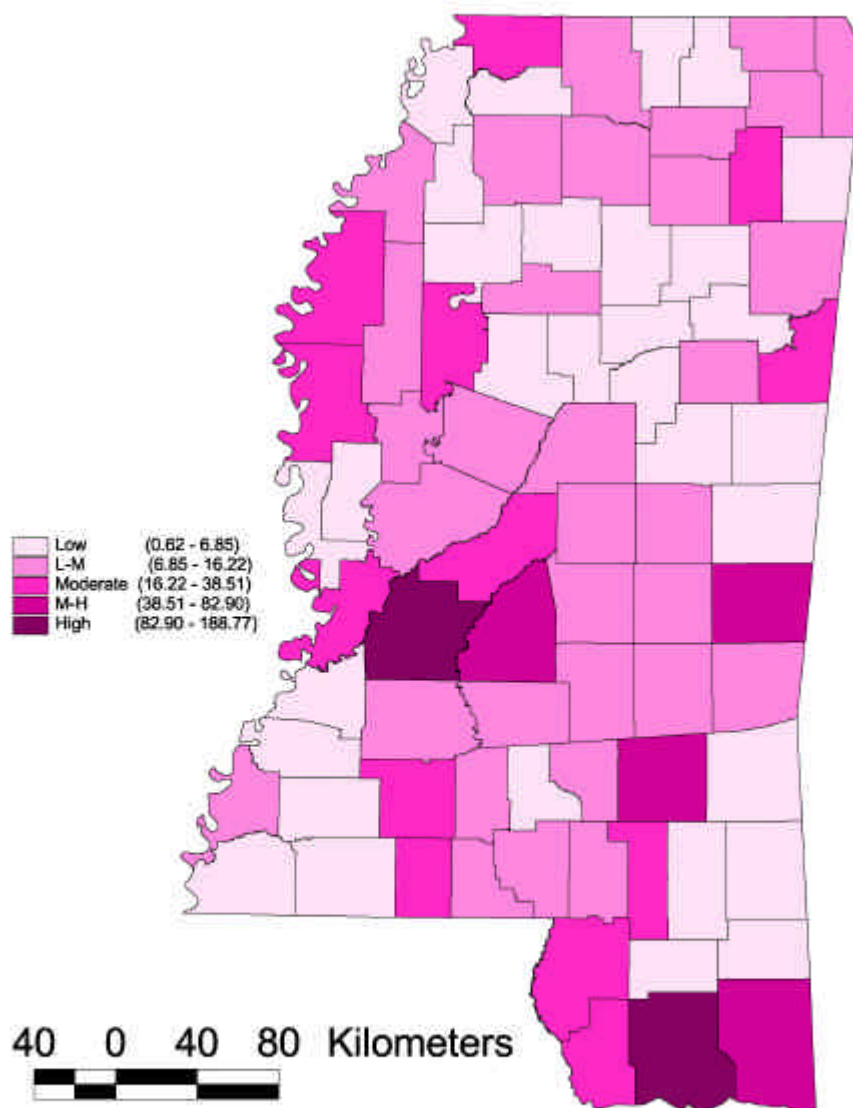 Low (0.62 - 6.85)
L-M (6.85 - 16.22)
Moderate (16.22 - 38.51)
M-H (38.51 - 82.90)
High (82.90 - 188.77)
40 0 40 80 Kilometers